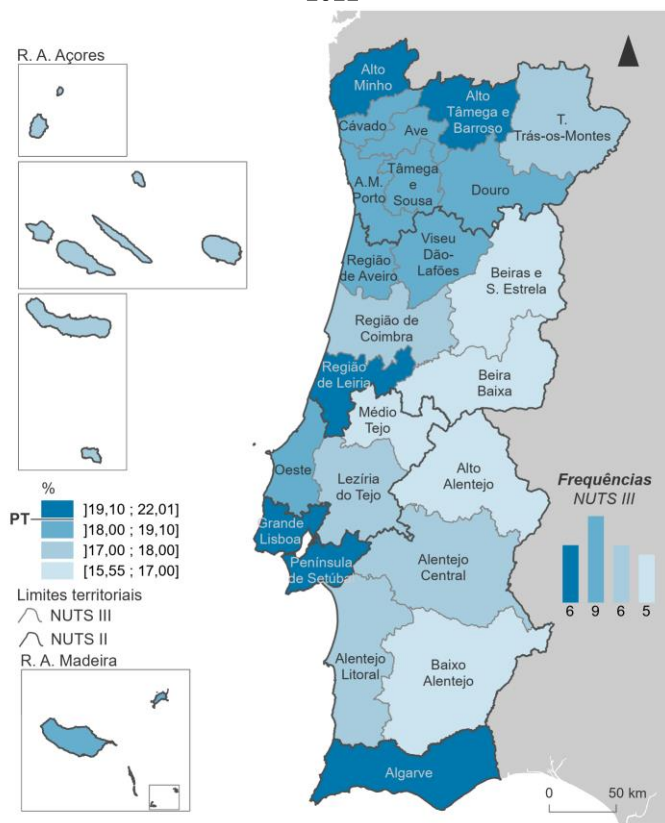 2022
R. A. Açores
Alto
Minho
Alto
Tâmega e
Barroso
T.
Trás-os-Montes
Cávado
Ave
A.M.
Porto
Tâmega
e
Sousa
Douro
Região
de Aveiro
Viseu
Dão-
Lafões
Beiras e
S. Estrela
Região de
Coimbra
Região
de Leiria
Beira
Baixa
Médio
Tejo
Oeste
Lezíria
do Tejo
Alto
Alentejo
Grande
Lisboa
Península
de Setúbal
Alentejo
Central
Alentejo
Litoral
Baixo
Alentejo
Algarve
%
PT
]19,10 ; 22,01]
]18,00 ; 19,10]
]17,00 ; 18,00]
[15,55 ; 17,00]
Limites territoriais
NUTS III
NUTS II
R. A. Madeira
Frequências
NUTS III
6 9 6 5
0 50 km